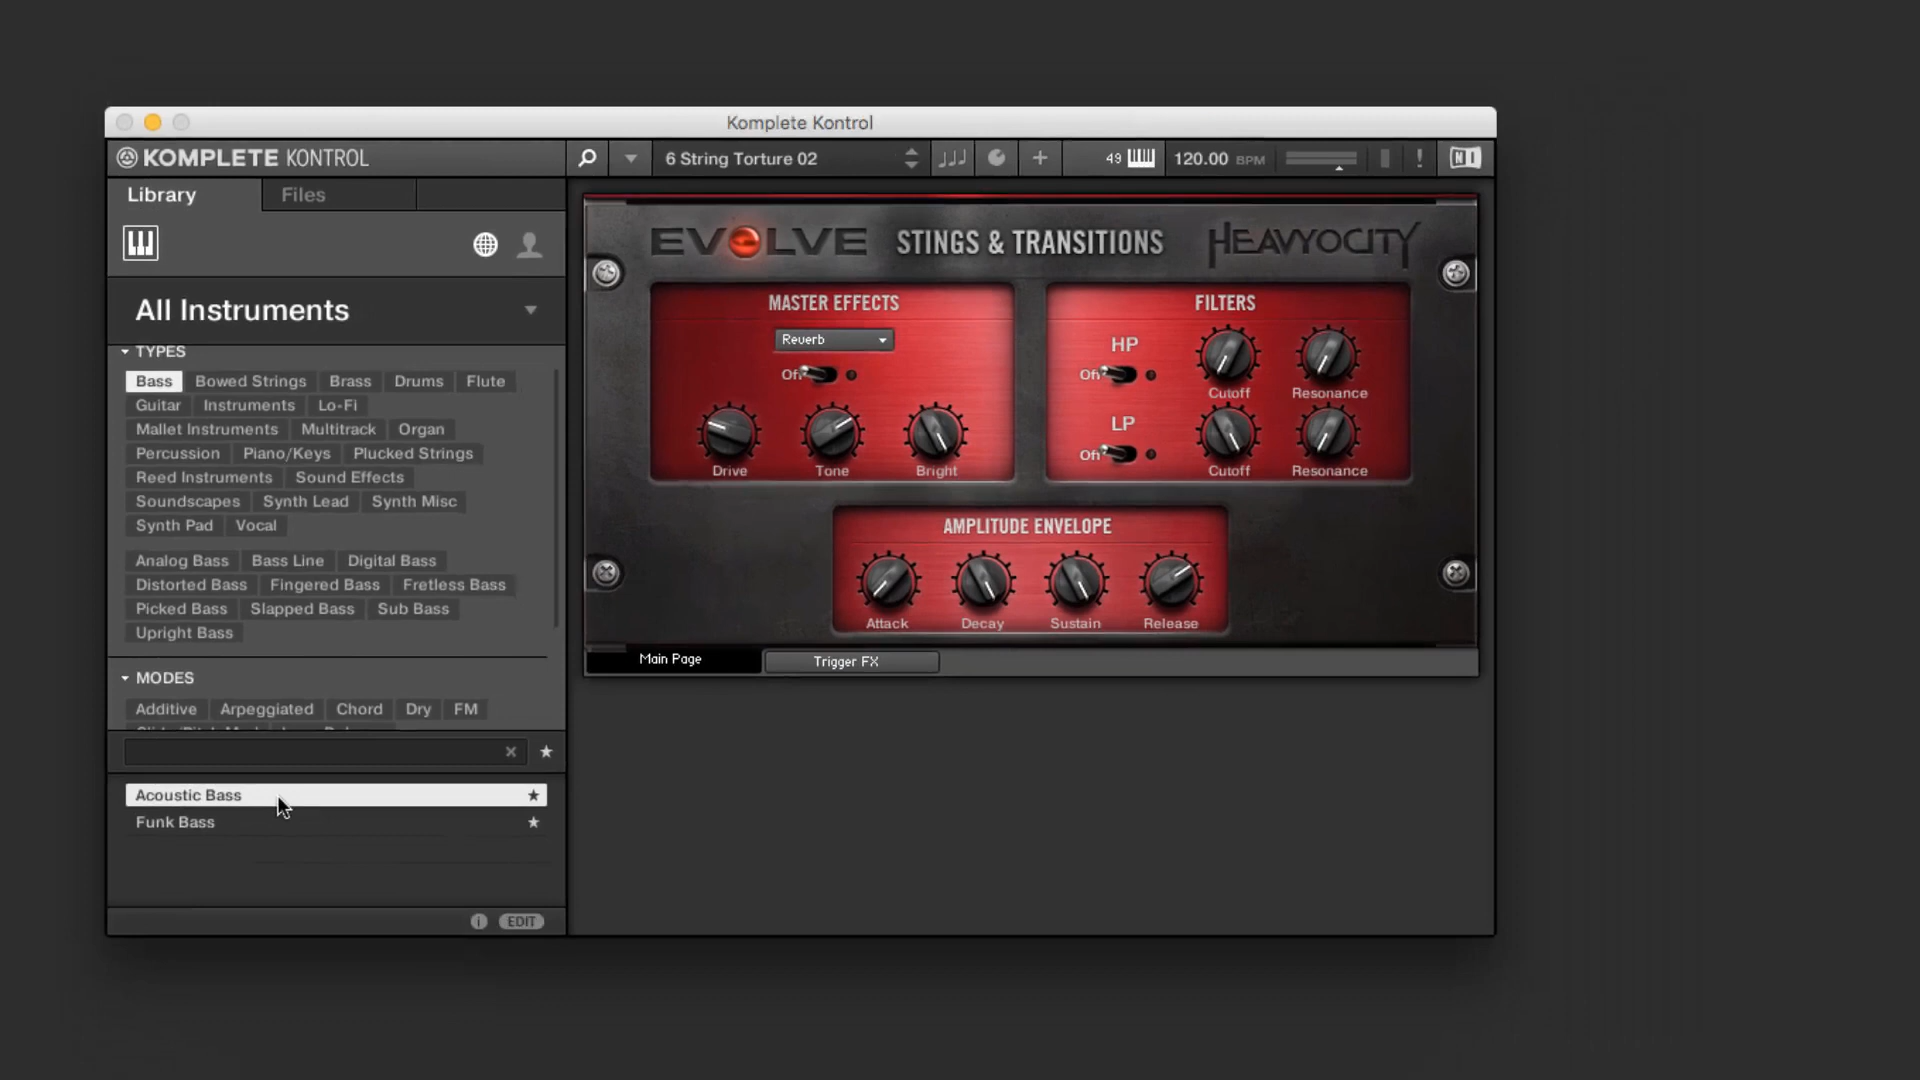 Komplete Kontrol
KOMPLETE KONTROL
6 String Torture 02
49
120.00 BPM
!
NI
Library
Files
All Instruments
TYPES
Bass Bowed Strings Brass Drums Flute
Guitar Instruments Lo-Fi
Mallet Instruments Multitrack Organ
Percussion Piano/Keys Plucked Strings
Reed Instruments Sound Effects
Soundscapes Synth Lead Synth Misc
Synth Pad Vocal
Analog Bass Bass Line Digital Bass
Distorted Bass Fingered Bass Fretless Bass
Picked Bass Slapped Bass Sub Bass
Upright Bass
MODES
Additive Arpeggiated Chord Dry FM
Acoustic Bass
Funk Bass
i EDIT
EVOLVE STINGS & TRANSITIONS HEAVYOCITY
MASTER EFFECTS
Reverb
Off
Drive Tone Bright
FILTERS
HP
Off
Cutoff Resonance
LP
Off
Cutoff Resonance
AMPLITUDE ENVELOPE
Attack Decay Sustain Release
Main Page Trigger FX